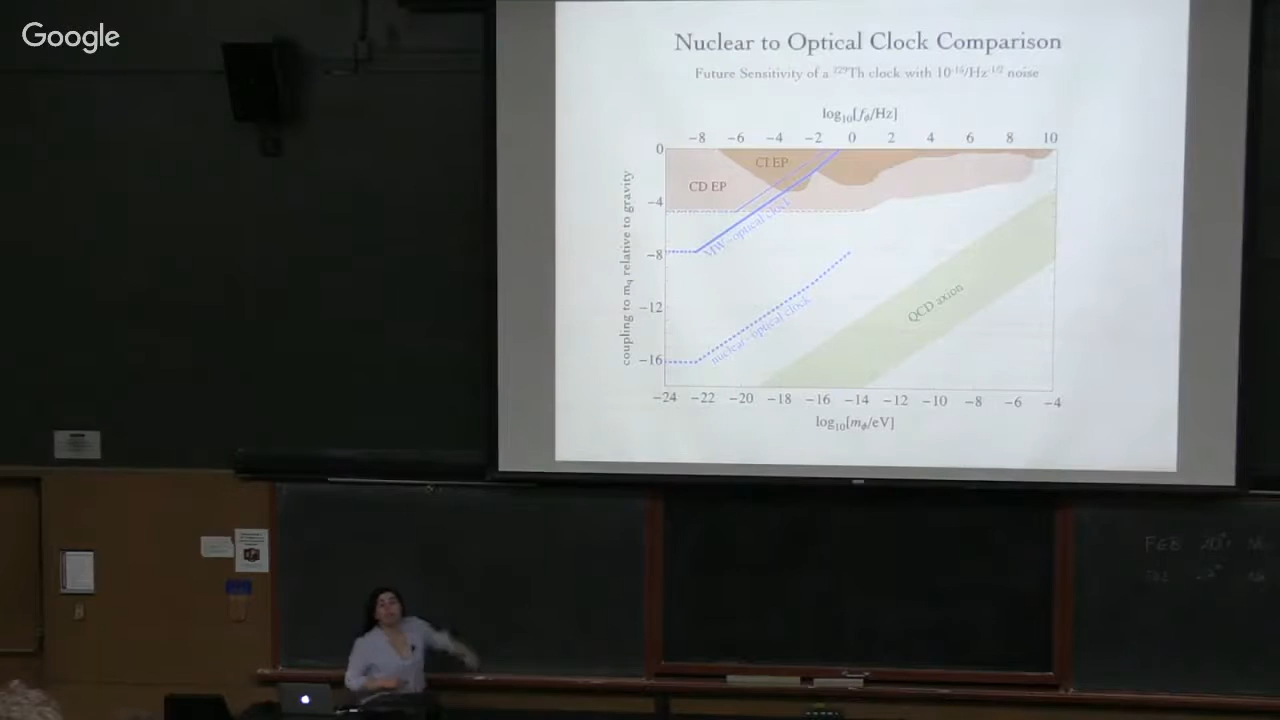 Google
Nuclear to Optical Clock Comparison
Future Sensitivity of a ²²⁹Th clock with 10⁻¹⁶/Hz⁻¹ᐟ² noise
log₁₀[f_ϕ/Hz]
−8 −6 −4 −2 0 2 4 6 8 10
0
CI EP
CD EP
−4
MW–optical clock
−8
nuclear–optical clock
QCD axion
−12
−16
coupling to m_q relative to gravity
−24 −22 −20 −18 −16 −14 −12 −10 −8 −6 −4
log₁₀[m_ϕ/eV]
FEB